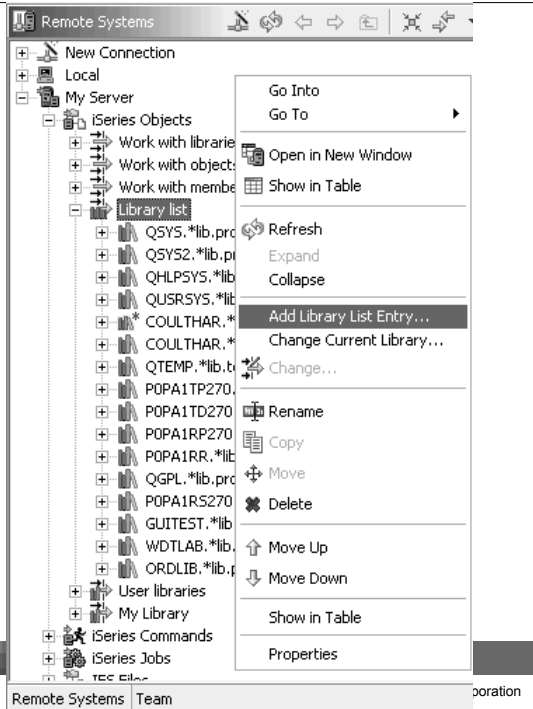 Remote Systems
New Connection
Local
My Server
iSeries Objects
Work with librarie
Work with objects
Work with membe
Library list
QSYS.*lib.pro
QSYS2.*lib.p
QHLPSYS.*lib
QUSRSYS.*lib
COULTHAR.*
COULTHAR.*
QTEMP.*lib.t
P0PA1TP270.
P0PA1TD270
P0PA1RP270
P0PA1RR.*lib
QGPL.*lib.pro
P0PA1RS270
GUITEST.*lib
WDTLAB.*lib.
ORDLIB.*lib.p
User libraries
My Library
iSeries Commands
iSeries Jobs
IFS Files
Remote Systems
Team
Go Into
Go To
Open in New Window
Show in Table
Refresh
Expand
Collapse
Add Library List Entry...
Change Current Library...
Change...
Rename
Copy
Move
Delete
Move Up
Move Down
Show in Table
Properties
poration